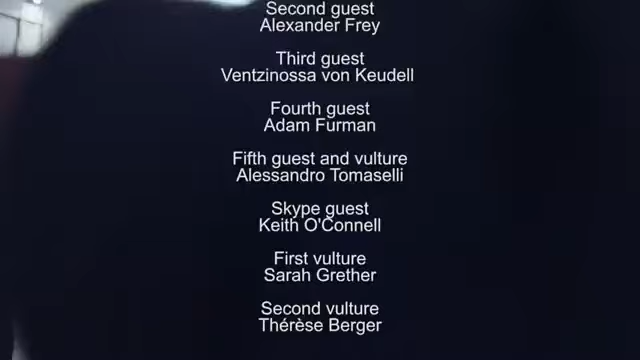 Second guest
Alexander Frey
Third guest
Ventzinossa von Keudell
Fourth guest
Adam Furman
Fifth guest and vulture
Alessandro Tomaselli
Skype guest
Keith O'Connell
First vulture
Sarah Grether
Second vulture
Thérèse Berger